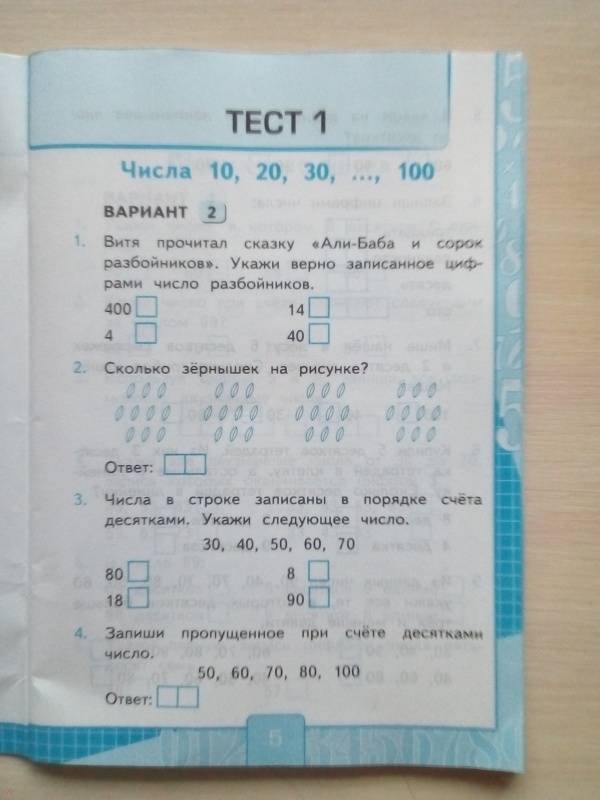 ТЕСТ 1
Числа 10, 20, 30, ..., 100
ВАРИАНТ 2
1. Витя прочитал сказку «Али-Баба и сорок
разбойников». Укажи верно записанное циф-
рами число разбойников.
400 14
4 40
2. Сколько зёрнышек на рисунке?
Ответ:
3. Числа в строке записаны в порядке счёта
десятками. Укажи следующее число.
30, 40, 50, 60, 70
80 8
18 90
4. Запиши пропущенное при счёте десятками
число.
50, 60, 70, 80, 100
Ответ:
5